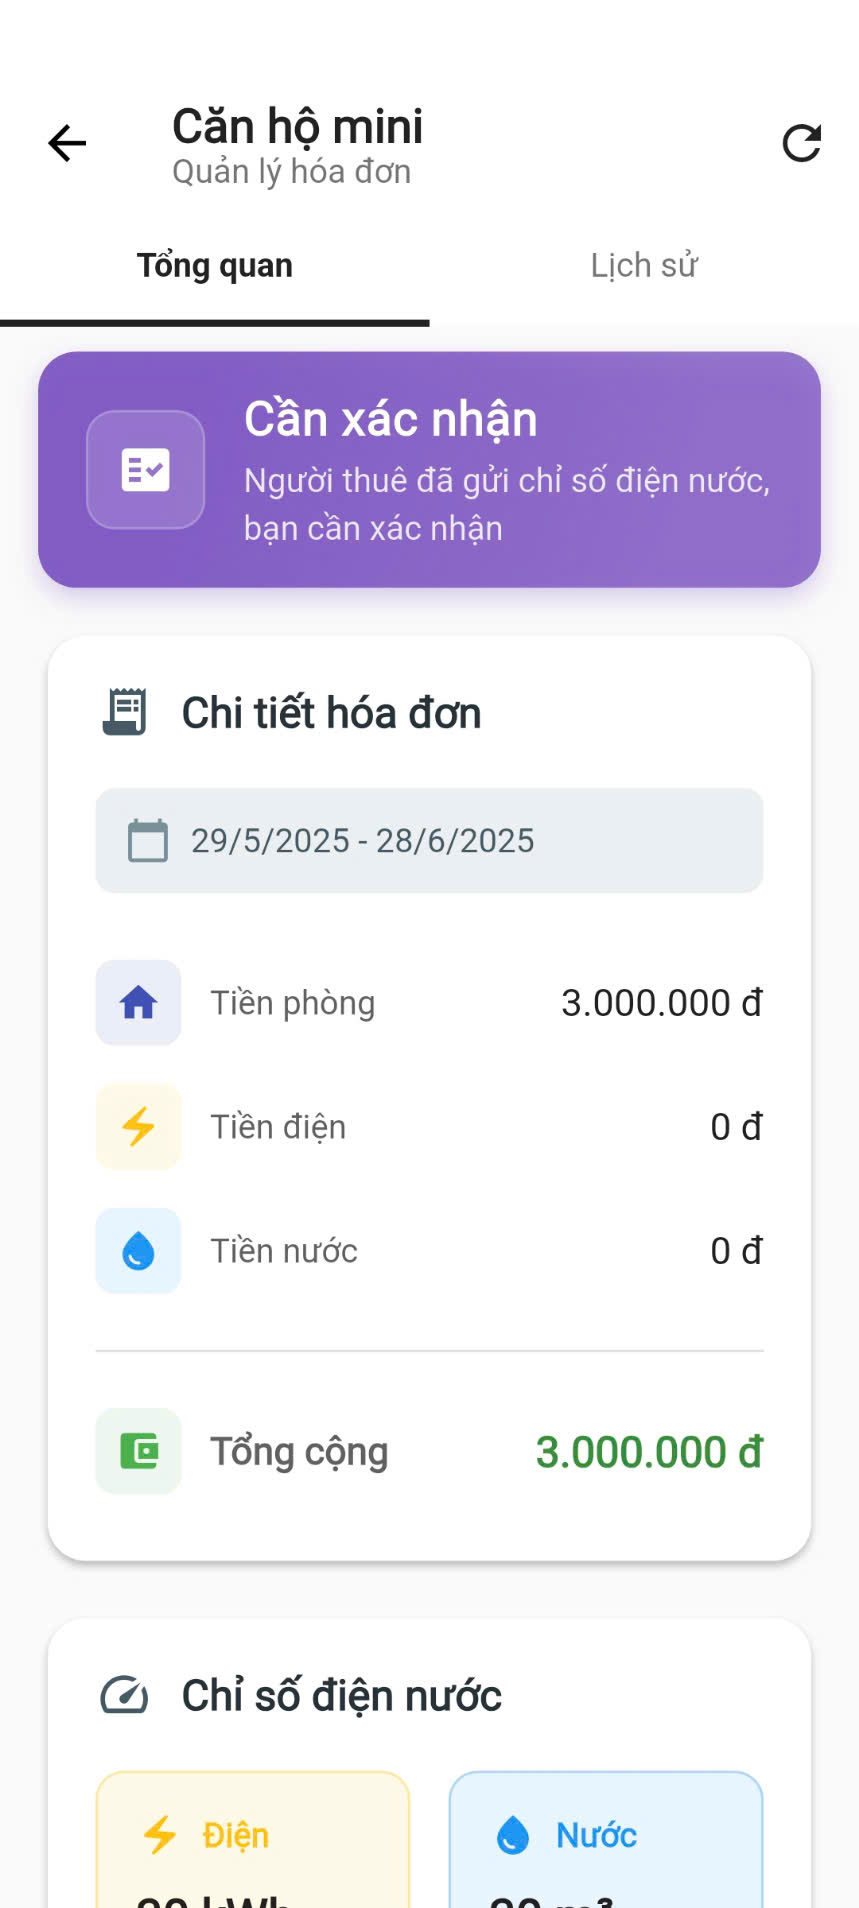 Căn hộ mini
Quản lý hóa đơn
Tổng quan
Lịch sử
Cần xác nhận
Người thuê đã gửi chỉ số điện nước,
bạn cần xác nhận
Chi tiết hóa đơn
29/5/2025 - 28/6/2025
Tiền phòng 3.000.000 đ
Tiền điện 0 đ
Tiền nước 0 đ
Tổng cộng 3.000.000 đ
Chỉ số điện nước
Điện
Nước